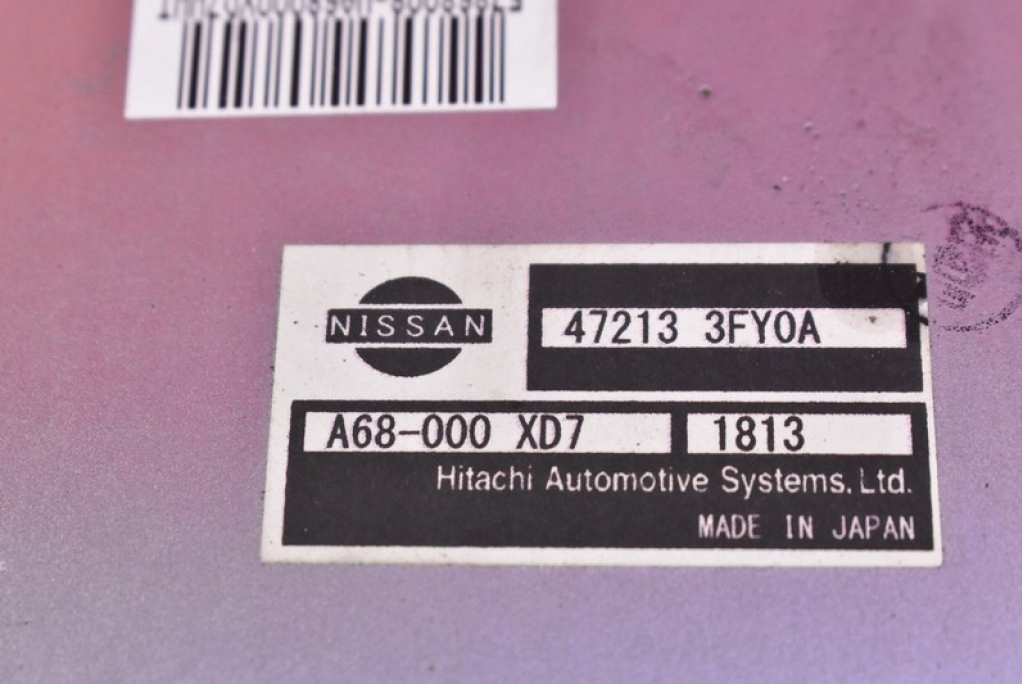 NISSAN
47213 3FY0A
A68-000 XD7
1813
Hitachi Automotive Systems, Ltd.
MADE IN JAPAN